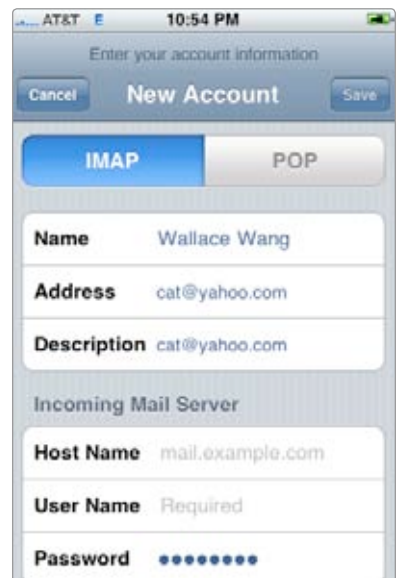 AT&T E 10:54 PM
Enter your account information
Cancel New Account Save
IMAP POP
Name Wallace Wang
Address cat@yahoo.com
Description cat@yahoo.com
Incoming Mail Server
Host Name mail.example.com
User Name Required
Password ●●●●●●●●